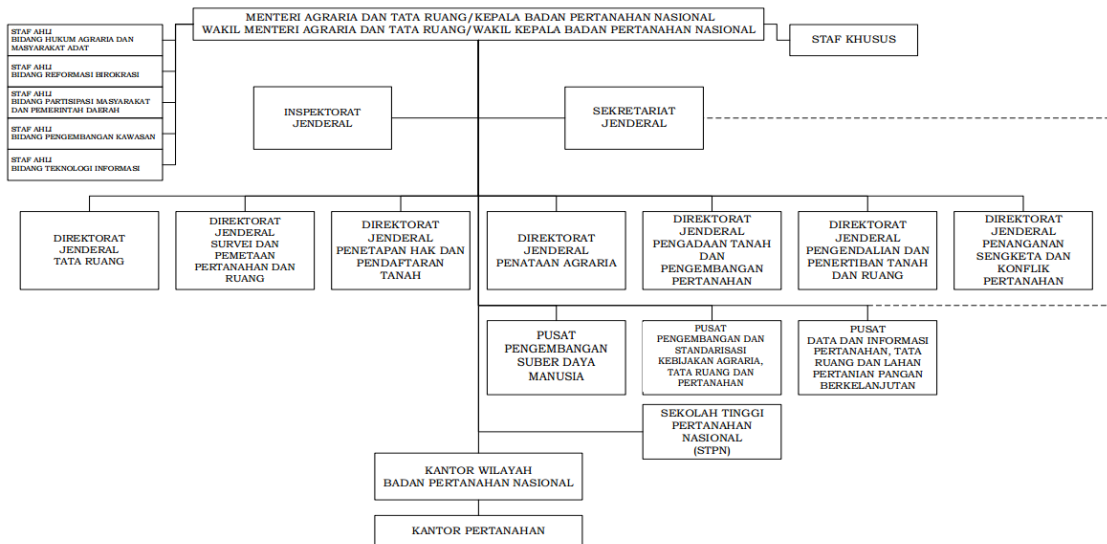 MENTERI AGRARIA DAN TATA RUANG/KEPALA BADAN PERTANAHAN NASIONAL
WAKIL MENTERI AGRARIA DAN TATA RUANG/WAKIL KEPALA BADAN PERTANAHAN NASIONAL
STAF AHLI
BIDANG HUKUM AGRARIA DAN
MASYARAKAT ADAT
STAF AHLI
BIDANG REFORMASI BIROKRASI
STAF AHLI
BIDANG PARTISIPASI MASYARAKAT
DAN PEMERINTAH DAERAH
STAF AHLI
BIDANG PENGEMBANGAN KAWASAN
STAF AHLI
BIDANG TEKNOLOGI INFORMASI
STAF KHUSUS
INSPEKTORAT
JENDERAL
SEKRETARIAT
JENDERAL
DIREKTORAT
JENDERAL
TATA RUANG
DIREKTORAT
JENDERAL
SURVEI DAN
PEMETAAN
PERTANAHAN DAN
RUANG
DIREKTORAT
JENDERAL
PENETAPAN HAK DAN
PENDAFTARAN
TANAH
DIREKTORAT
JENDERAL
PENATAAN AGRARIA
DIREKTORAT
JENDERAL
PENGADAAN TANAH
DAN
PENGEMBANGAN
PERTANAHAN
DIREKTORAT
JENDERAL
PENGENDALIAN DAN
PENERTIBAN TANAH
DAN RUANG
DIREKTORAT
JENDERAL
PENANGANAN
SENGKETA DAN
KONFLIK
PERTANAHAN
PUSAT
PENGEMBANGAN
SUBER DAYA
MANUSIA
PUSAT
PENGEMBANGAN DAN
STANDARISASI
KEBIJAKAN AGRARIA,
TATA RUANG DAN
PERTANAHAN
PUSAT
DATA DAN INFORMASI
PERTANAHAN, TATA
RUANG DAN LAHAN
PERTANIAN PANGAN
BERKELANJUTAN
SEKOLAH TINGGI
PERTANAHAN
NASIONAL
(STPN)
KANTOR WILAYAH
BADAN PERTANAHAN NASIONAL
KANTOR PERTANAHAN